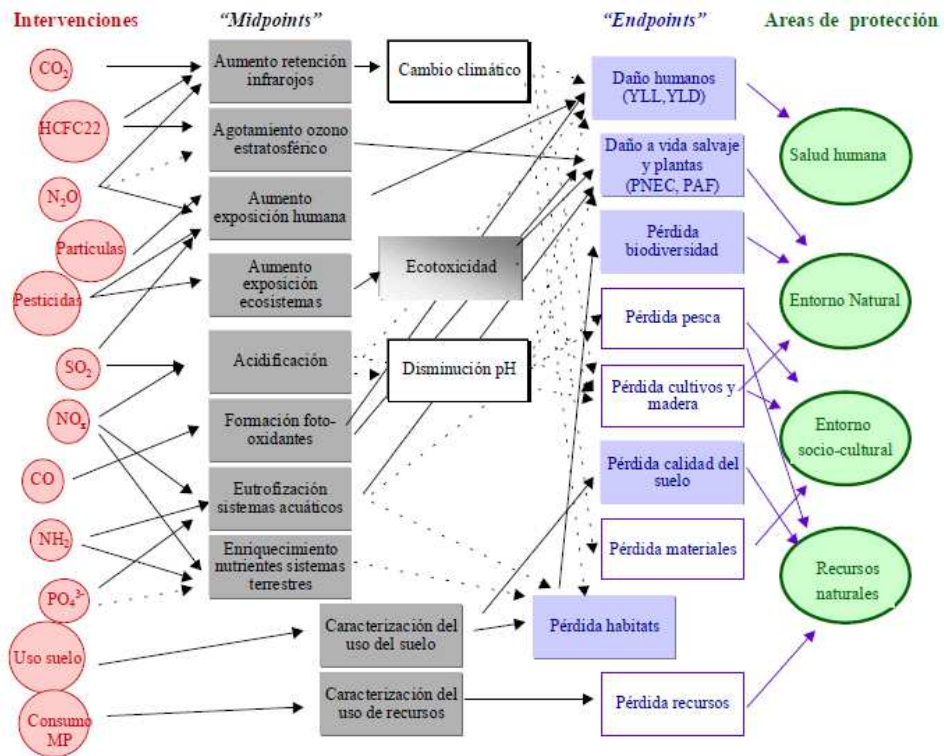 Intervenciones
“Midpoints”
“Endpoints”
Areas de protección
CO2
HCFC22
N2O
Partículas
Pesticidas
SO2
NOx
CO
NH2
PO4³⁻
Uso suelo
Consumo
MP
Aumento retención
infrarojos
Agotamiento ozono
estratosférico
Aumento
exposición humana
Aumento
exposición
ecosistemas
Acidificación
Formación foto-
oxidantes
Eutrofización
sistemas acuáticos
Enriquecimiento
nutrientes sistemas
terrestres
Caracterización del
uso del suelo
Caracterización del
uso de recursos
Cambio climático
Ecotoxicidad
Disminución pH
Daño humanos
(YLL,YLD)
Daño a vida salvaje
y plantas
(PNEC, PAF)
Pérdida
biodiversidad
Pérdida pesca
Pérdida cultivos y
madera
Pérdida calidad del
suelo
Pérdida materiales
Pérdida habitats
Pérdida recursos
Salud humana
Entorno Natural
Entorno
socio-cultural
Recursos
naturales